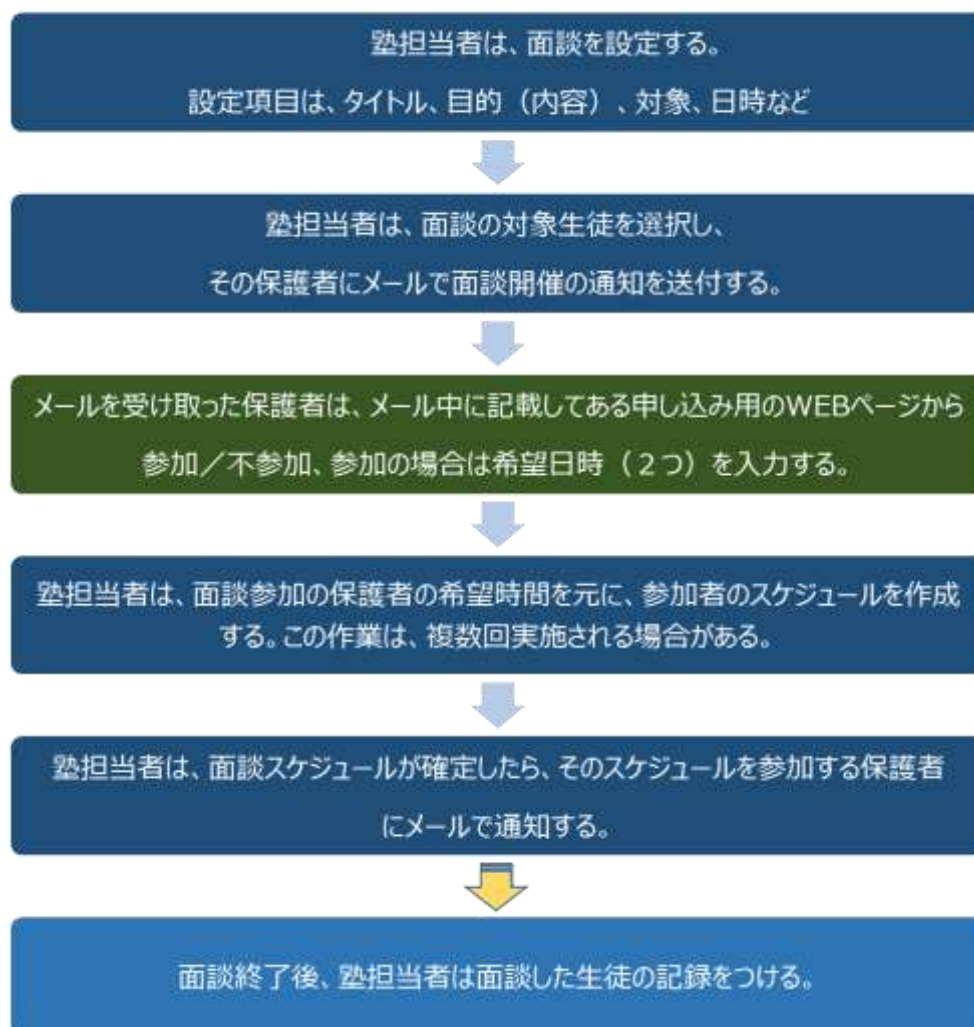 塾担当者は、面談を設定する。
設定項目は、タイトル、目的（内容）、対象、日時など
塾担当者は、面談の対象生徒を選択し、
その保護者にメールで面談開催の通知を送付する。
メールを受け取った保護者は、メール中に記載してある申し込み用のWEBページから
参加／不参加、参加の場合は希望日時（２つ）を入力する。
塾担当者は、面談参加の保護者の希望時間を元に、参加者のスケジュールを作成
する。この作業は、複数回実施される場合がある。
塾担当者は、面談スケジュールが確定したら、そのスケジュールを参加する保護者
にメールで通知する。
面談終了後、塾担当者は面談した生徒の記録をつける。